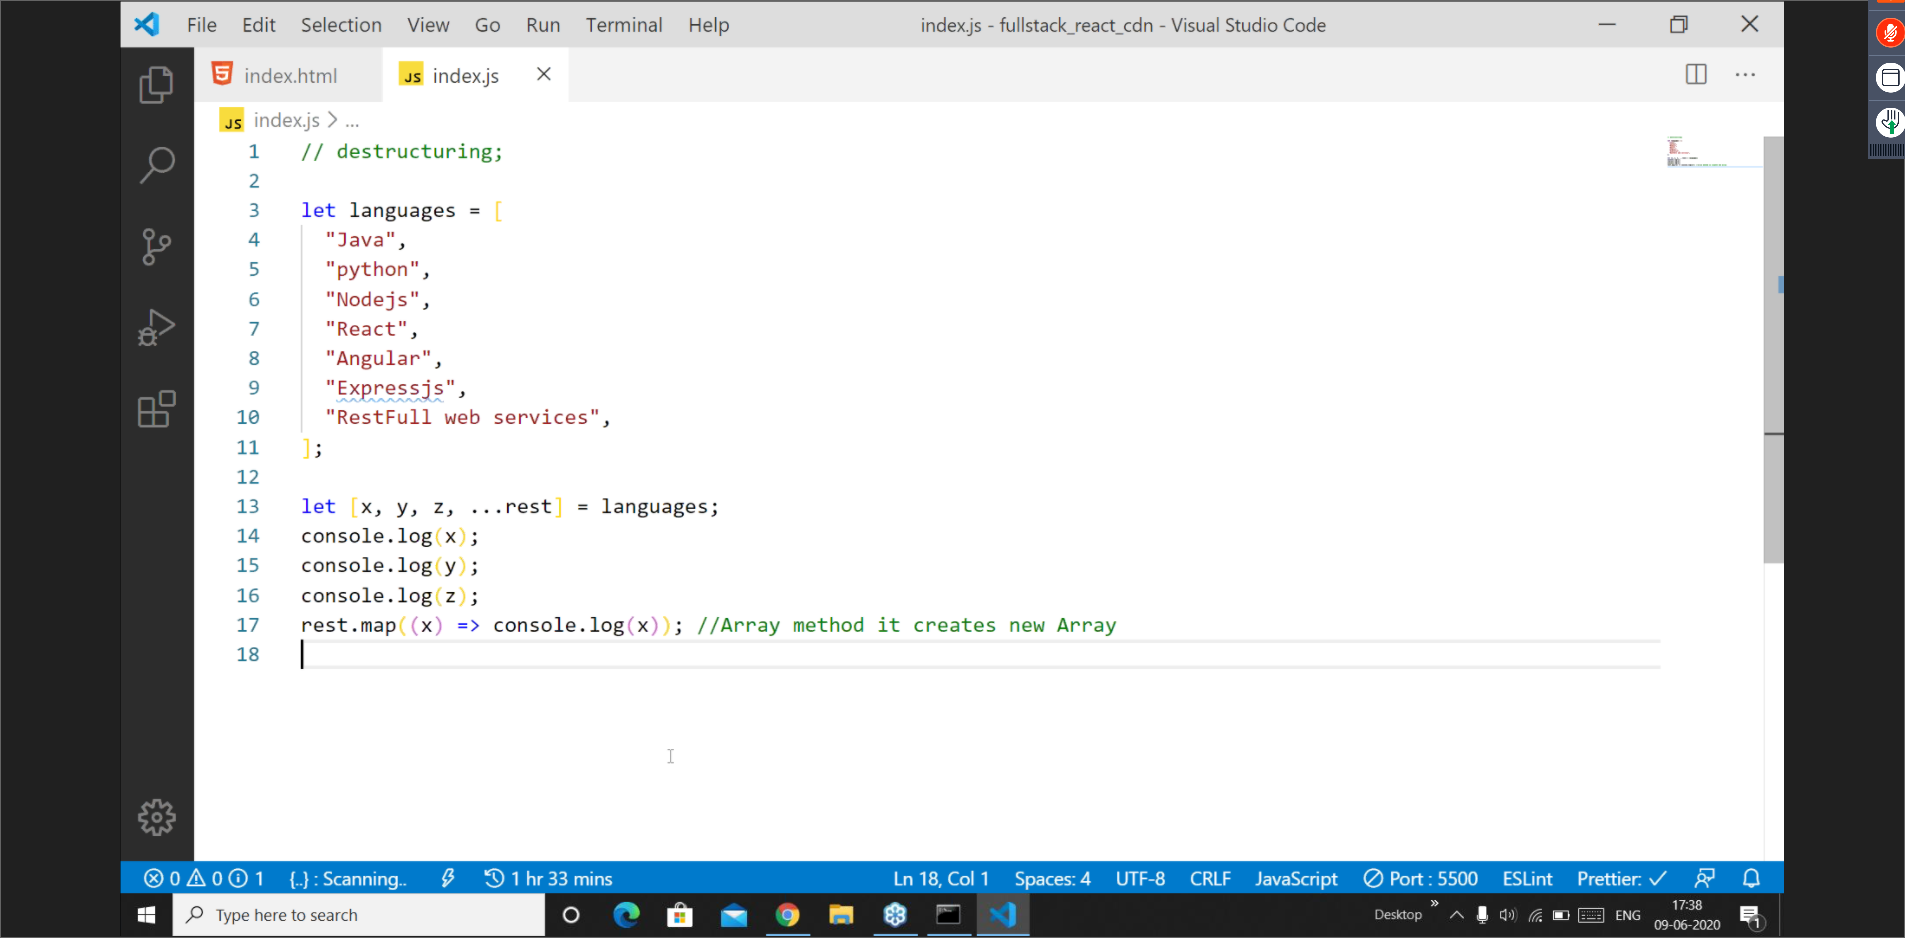 File Edit Selection View Go Run Terminal Help index.js - fullstack_react_cdn - Visual Studio Code
index.html JS index.js
JS index.js > ...
1 // destructuring;
2
3 let languages = [
4 "Java",
5 "python",
6 "Nodejs",
7 "React",
8 "Angular",
9 "Expressjs",
10 "RestFull web services",
11 ];
12
13 let [x, y, z, ...rest] = languages;
14 console.log(x);
15 console.log(y);
16 console.log(z);
17 rest.map((x) => console.log(x)); //Array method it creates new Array
18
0 0 1 {..} : Scanning.. 1 hr 33 mins Ln 18, Col 1 Spaces: 4 UTF-8 CRLF JavaScript Port : 5500 ESLint Prettier: ✓
Type here to search Desktop » ENG 17:38
09-06-2020 1